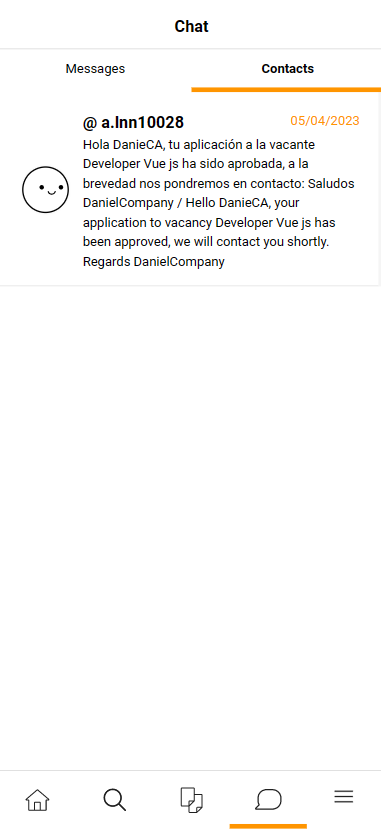 Chat
Messages
Contacts
@ a.lnn10028
05/04/2023
Hola DanieCA, tu aplicación a la vacante
Developer Vue js ha sido aprobada, a la
brevedad nos pondremos en contacto: Saludos
DanielCompany / Hello DanieCA, your
application to vacancy Developer Vue js has
been approved, we will contact you shortly.
Regards DanielCompany